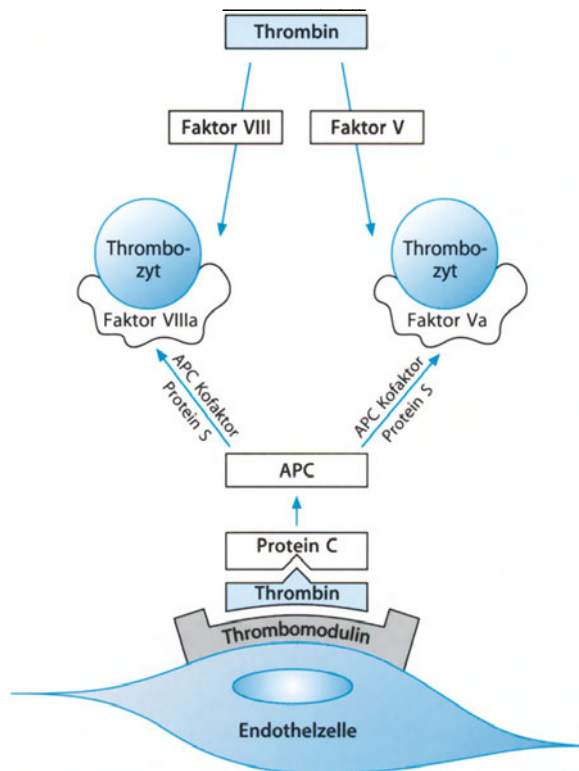 Thrombin
Faktor VIII
Faktor V
Thrombo-
zyt
Faktor VIIIa
Thrombo-
zyt
Faktor Va
APC Kofaktor
Protein S
APC Kofaktor
Protein S
APC
Protein C
Thrombin
Thrombomodulin
Endothelzelle